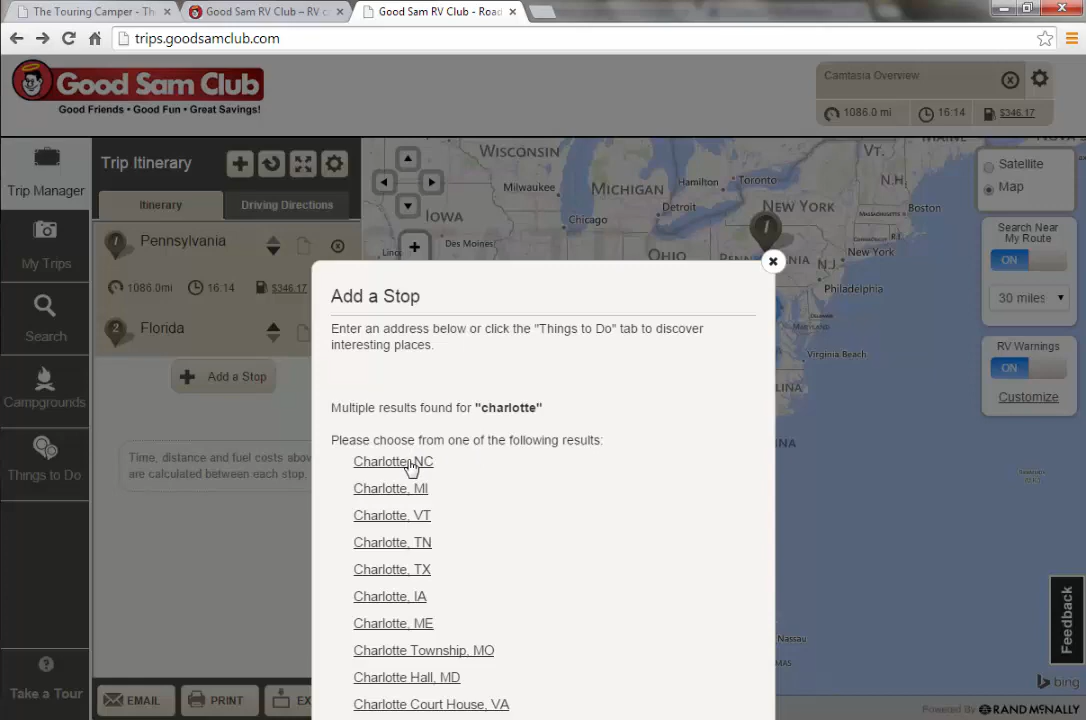 The Touring Camper - Th
Good Sam RV Club – RV c
Good Sam RV Club - Road
trips.goodsamclub.com
Good Sam Club
Good Friends • Good Fun • Great Savings!
Camtasia Overview
1086.0 mi
16:14
$346.17
Trip Manager
My Trips
Search
Campgrounds
Things to Do
Take a Tour
Trip Itinerary
Itinerary
Driving Directions
1 Pennsylvania
1086.0mi
16:14
$346.17
2 Florida
Add a Stop
Time, distance and fuel costs above
are calculated between each stop.
EMAIL
PRINT
EX
WISCONSIN
Milwaukee
MICHIGAN
Hamilton
Toronto
VT.
N.H.
NEW YORK
Boston
IOWA
Chicago
Detroit
Des Moines
OHIO
N.J.
New York
Philadelphia
Virginia Beach
Nassau
Satellite
Map
Search Near
My Route
ON
30 miles
RV Warnings
ON
Customize
Add a Stop
Enter an address below or click the "Things to Do" tab to discover
interesting places.
Multiple results found for "charlotte"
Please choose from one of the following results:
Charlotte, NC
Charlotte, MI
Charlotte, VT
Charlotte, TN
Charlotte, TX
Charlotte, IA
Charlotte, ME
Charlotte Township, MO
Charlotte Hall, MD
Charlotte Court House, VA
Feedback
bing
Powered By RAND MCNALLY